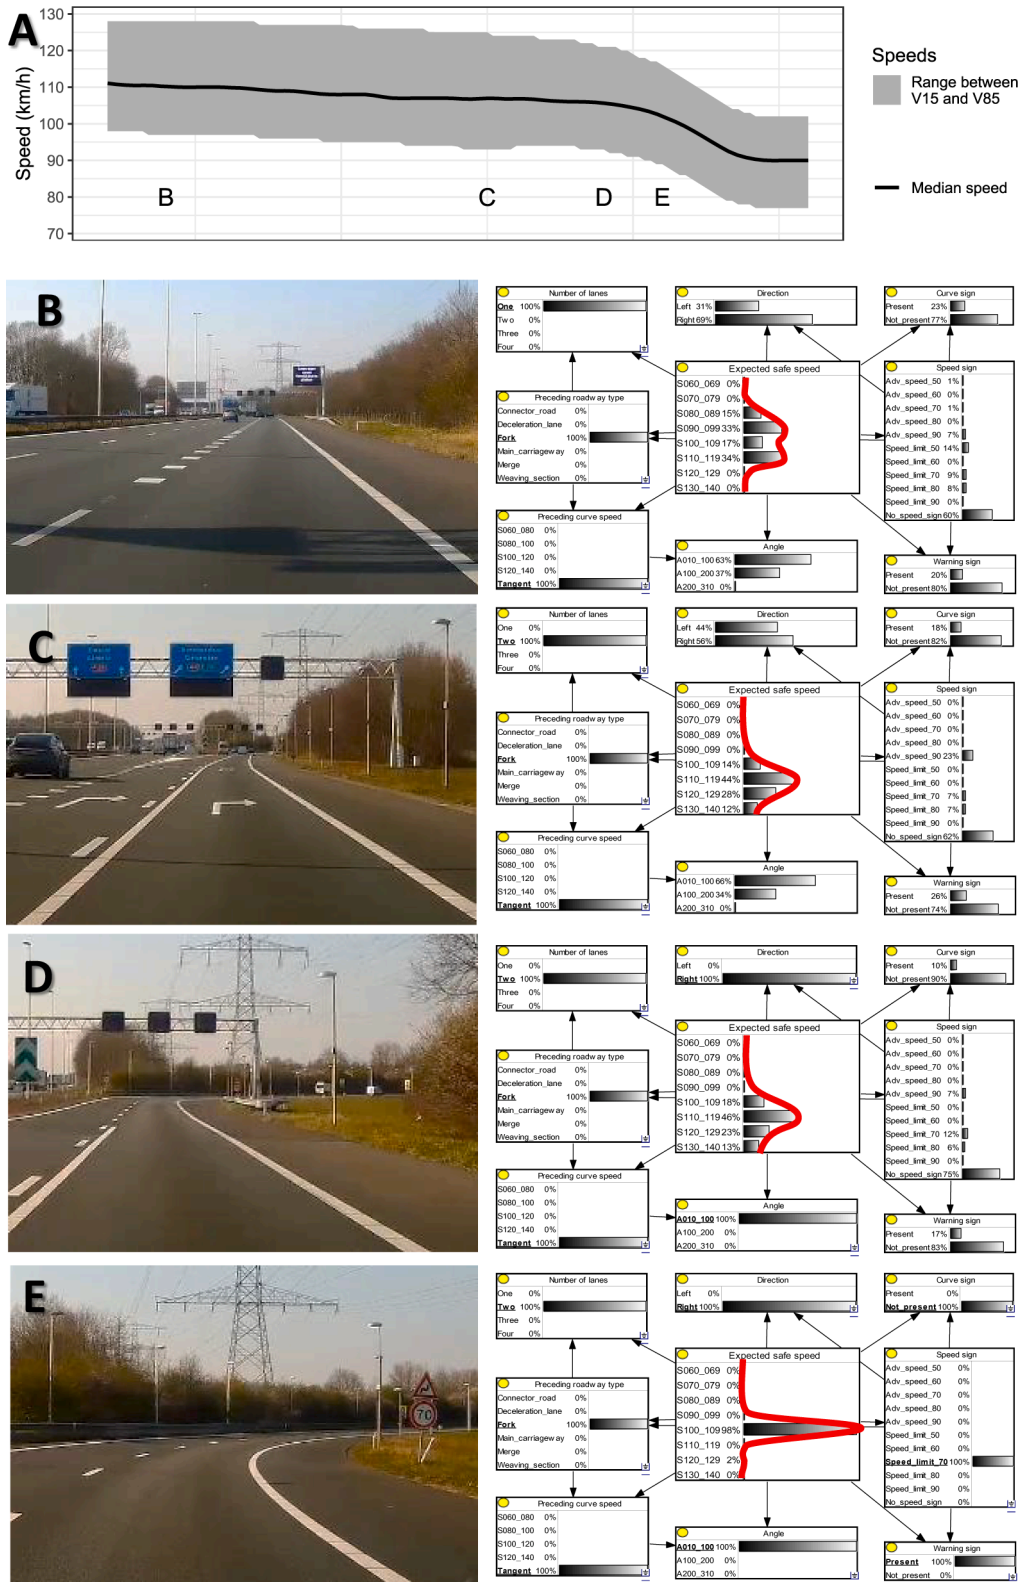 A
130
120
110
100
90
80
70
Speed (km/h)
B
C
D
E
Speeds
Range between
V15 and V85
Median speed
B
Number of lanes
One 100%
Two 0%
Three 0%
Four 0%
Direction
Left 31%
Right 69%
Curve sign
Present 23%
Not_present 77%
Preceding roadway type
Connector_road 0%
Deceleration_lane 0%
Fork 100%
Main_carriageway 0%
Merge 0%
Weaving_section 0%
Expected safe speed
S060_069 0%
S070_079 0%
S080_089 15%
S090_099 33%
S100_109 17%
S110_119 34%
S120_129 0%
S130_140 0%
Speed sign
Adv_speed_50 1%
Adv_speed_60 0%
Adv_speed_70 1%
Adv_speed_80 0%
Adv_speed_90 7%
Speed_limit_50 14%
Speed_limit_60 0%
Speed_limit_70 9%
Speed_limit_80 8%
Speed_limit_90 0%
No_speed_sign 60%
Preceding curve speed
S060_080 0%
S080_100 0%
S100_120 0%
S120_140 0%
Tangent 100%
Angle
A010_100 63%
A100_200 37%
A200_310 0%
Warning sign
Present 20%
Not_present 80%
C
Number of lanes
One 0%
Two 100%
Three 0%
Four 0%
Direction
Left 44%
Right 56%
Curve sign
Present 18%
Not_present 82%
Preceding roadway type
Connector_road 0%
Deceleration_lane 0%
Fork 100%
Main_carriageway 0%
Merge 0%
Weaving_section 0%
Expected safe speed
S060_069 0%
S070_079 0%
S080_089 0%
S090_099 0%
S100_109 14%
S110_119 44%
S120_129 28%
S130_140 12%
Speed sign
Adv_speed_50 0%
Adv_speed_60 0%
Adv_speed_70 0%
Adv_speed_80 0%
Adv_speed_90 23%
Speed_limit_50 0%
Speed_limit_60 0%
Speed_limit_70 7%
Speed_limit_80 7%
Speed_limit_90 0%
No_speed_sign 62%
Preceding curve speed
S060_080 0%
S080_100 0%
S100_120 0%
S120_140 0%
Tangent 100%
Angle
A010_100 66%
A100_200 34%
A200_310 0%
Warning sign
Present 26%
Not_present 74%
D
Number of lanes
One 0%
Two 100%
Three 0%
Four 0%
Direction
Left 0%
Right 100%
Curve sign
Present 10%
Not_present 90%
Preceding roadway type
Connector_road 0%
Deceleration_lane 0%
Fork 100%
Main_carriageway 0%
Merge 0%
Weaving_section 0%
Expected safe speed
S060_069 0%
S070_079 0%
S080_089 0%
S090_099 0%
S100_109 18%
S110_119 46%
S120_129 23%
S130_140 13%
Speed sign
Adv_speed_50 0%
Adv_speed_60 0%
Adv_speed_70 0%
Adv_speed_80 0%
Adv_speed_90 7%
Speed_limit_50 0%
Speed_limit_60 0%
Speed_limit_70 12%
Speed_limit_80 6%
Speed_limit_90 0%
No_speed_sign 75%
Preceding curve speed
S060_080 0%
S080_100 0%
S100_120 0%
S120_140 0%
Tangent 100%
Angle
A010_100 100%
A100_200 0%
A200_310 0%
Warning sign
Present 17%
Not_present 83%
E
70
Number of lanes
One 0%
Two 100%
Three 0%
Four 0%
Direction
Left 0%
Right 100%
Curve sign
Present 0%
Not_present 100%
Preceding roadway type
Connector_road 0%
Deceleration_lane 0%
Fork 100%
Main_carriageway 0%
Merge 0%
Weaving_section 0%
Expected safe speed
S060_069 0%
S070_079 0%
S080_089 0%
S090_099 0%
S100_109 98%
S110_119 0%
S120_129 2%
S130_140 0%
Speed sign
Adv_speed_50 0%
Adv_speed_60 0%
Adv_speed_70 0%
Adv_speed_80 0%
Adv_speed_90 0%
Speed_limit_50 0%
Speed_limit_60 0%
Speed_limit_70 100%
Speed_limit_80 0%
Speed_limit_90 0%
No_speed_sign 0%
Preceding curve speed
S060_080 0%
S080_100 0%
S100_120 0%
S120_140 0%
Tangent 100%
Angle
A010_100 100%
A100_200 0%
A200_310 0%
Warning sign
Present 100%
Not_present 0%